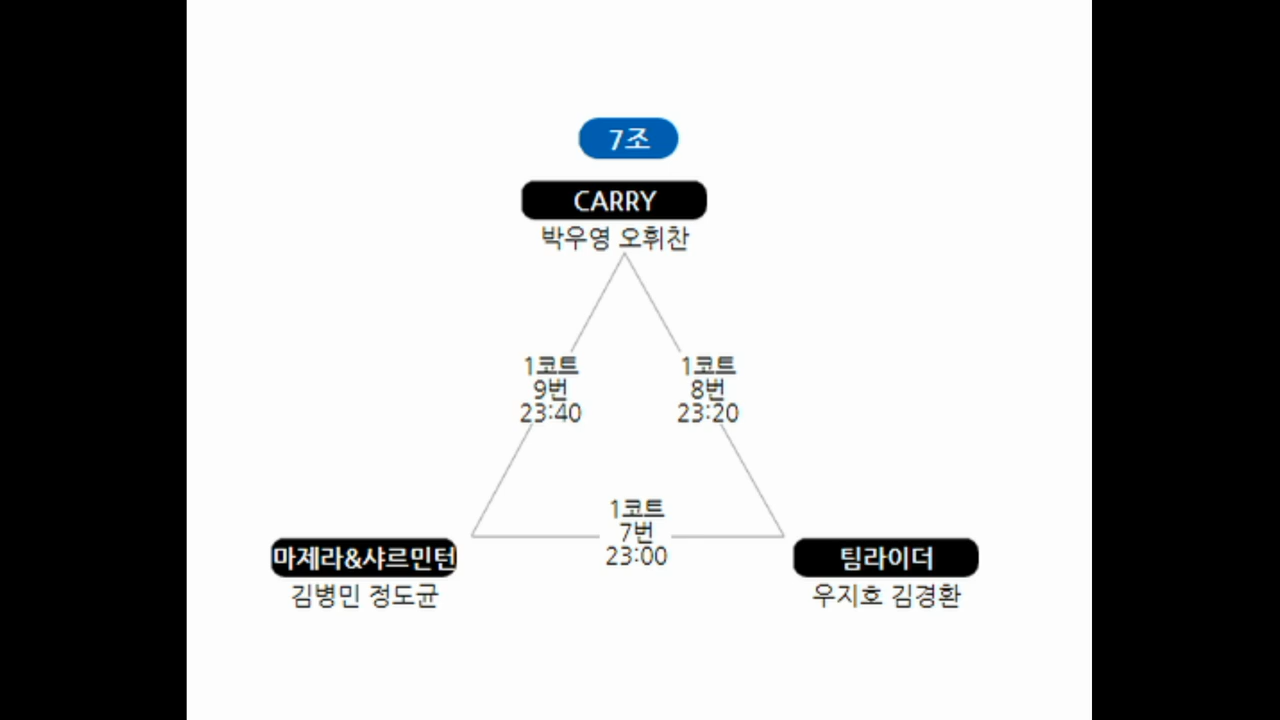 7조
CARRY
박우영 오휘찬
1코트
9번
23:40
1코트
8번
23:20
1코트
7번
23:00
마제라&샤르민턴
김병민 정도균
팀라이더
우지호 김경환